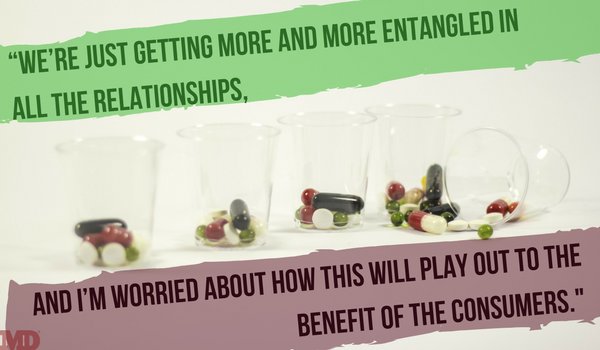 “WE’RE JUST GETTING MORE AND MORE ENTANGLED IN
ALL THE RELATIONSHIPS,
AND I’M WORRIED ABOUT HOW THIS WILL PLAY OUT TO THE
BENEFIT OF THE CONSUMERS."
MD